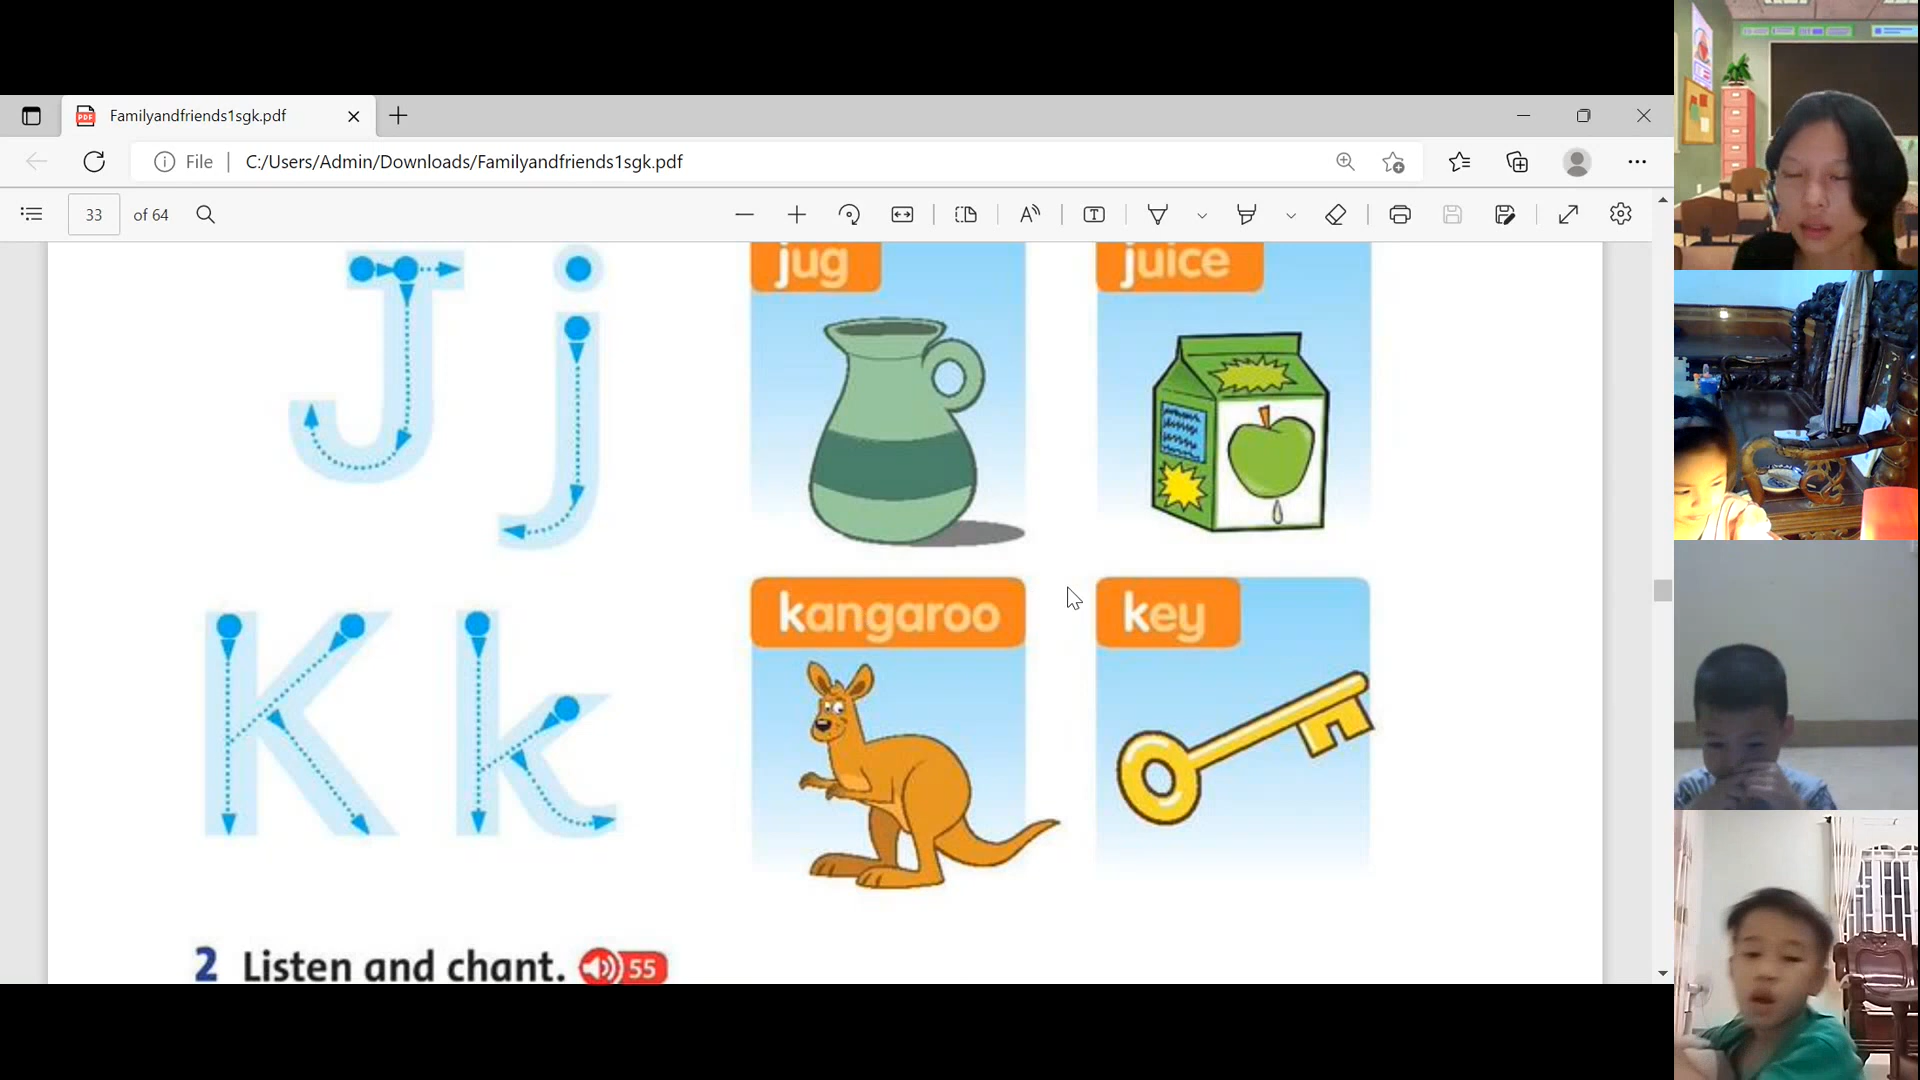 Familyandfriends1sgk.pdf
File | C:/Users/Admin/Downloads/Familyandfriends1sgk.pdf
33 of 64
J j
jug
juice
K k
kangaroo
key
2 Listen and chant. 55